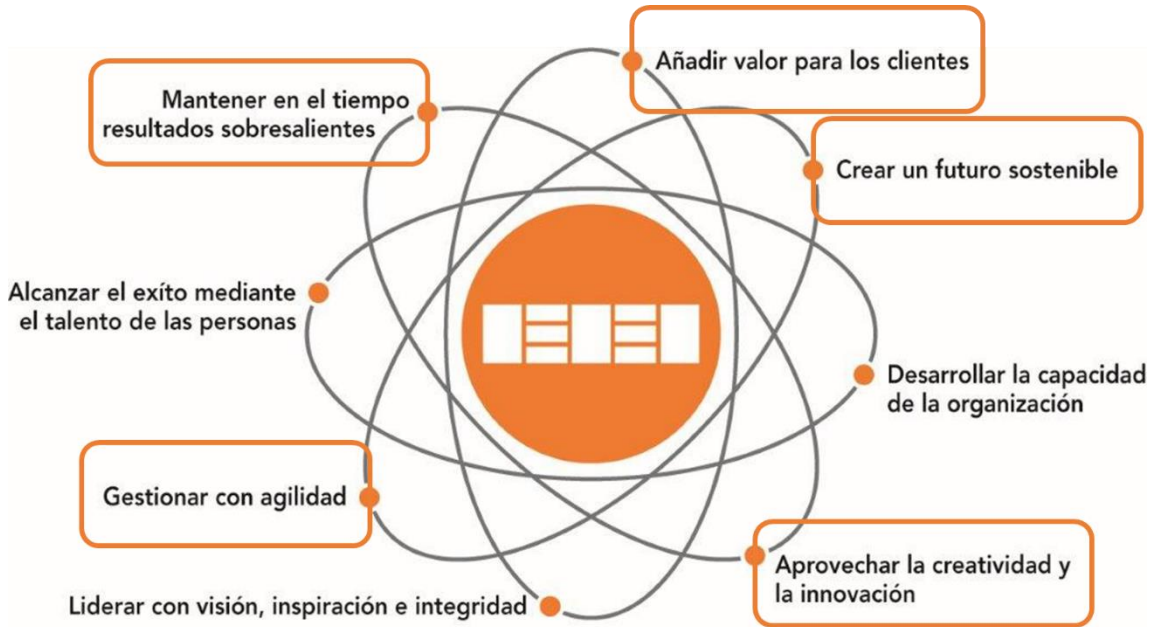 Añadir valor para los clientes
Mantener en el tiempo
resultados sobresalientes
Crear un futuro sostenible
Alcanzar el exíto mediante
el talento de las personas
Desarrollar la capacidad
de la organización
Gestionar con agilidad
Aprovechar la creatividad y
la innovación
Liderar con visión, inspiración e integridad